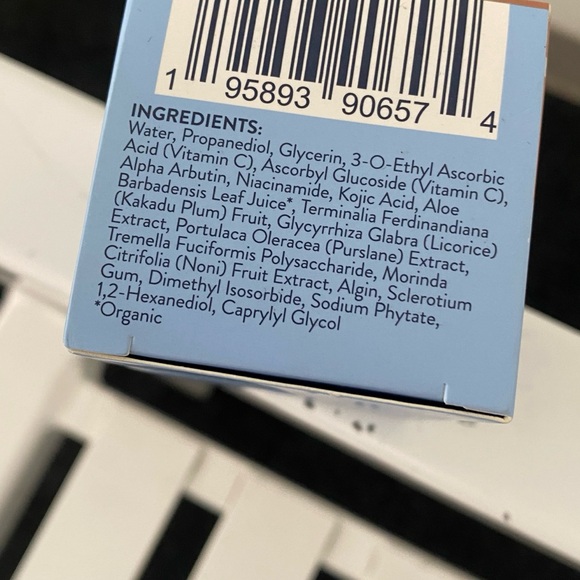 1 95893 90657 4
INGREDIENTS:
Water, Propanediol, Glycerin, 3-O-Ethyl Ascorbic
Acid (Vitamin C), Ascorbyl Glucoside (Vitamin C),
Alpha Arbutin, Niacinamide, Kojic Acid, Aloe
Barbadensis Leaf Juice*, Terminalia Ferdinandiana
(Kakadu Plum) Fruit, Glycyrrhiza Glabra (Licorice)
Extract, Portulaca Oleracea (Purslane) Extract,
Tremella Fuciformis Polysaccharide, Morinda
Citrifolia (Noni) Fruit Extract, Algin, Sclerotium
Gum, Dimethyl Isosorbide, Sodium Phytate,
1,2-Hexanediol, Caprylyl Glycol
*Organic